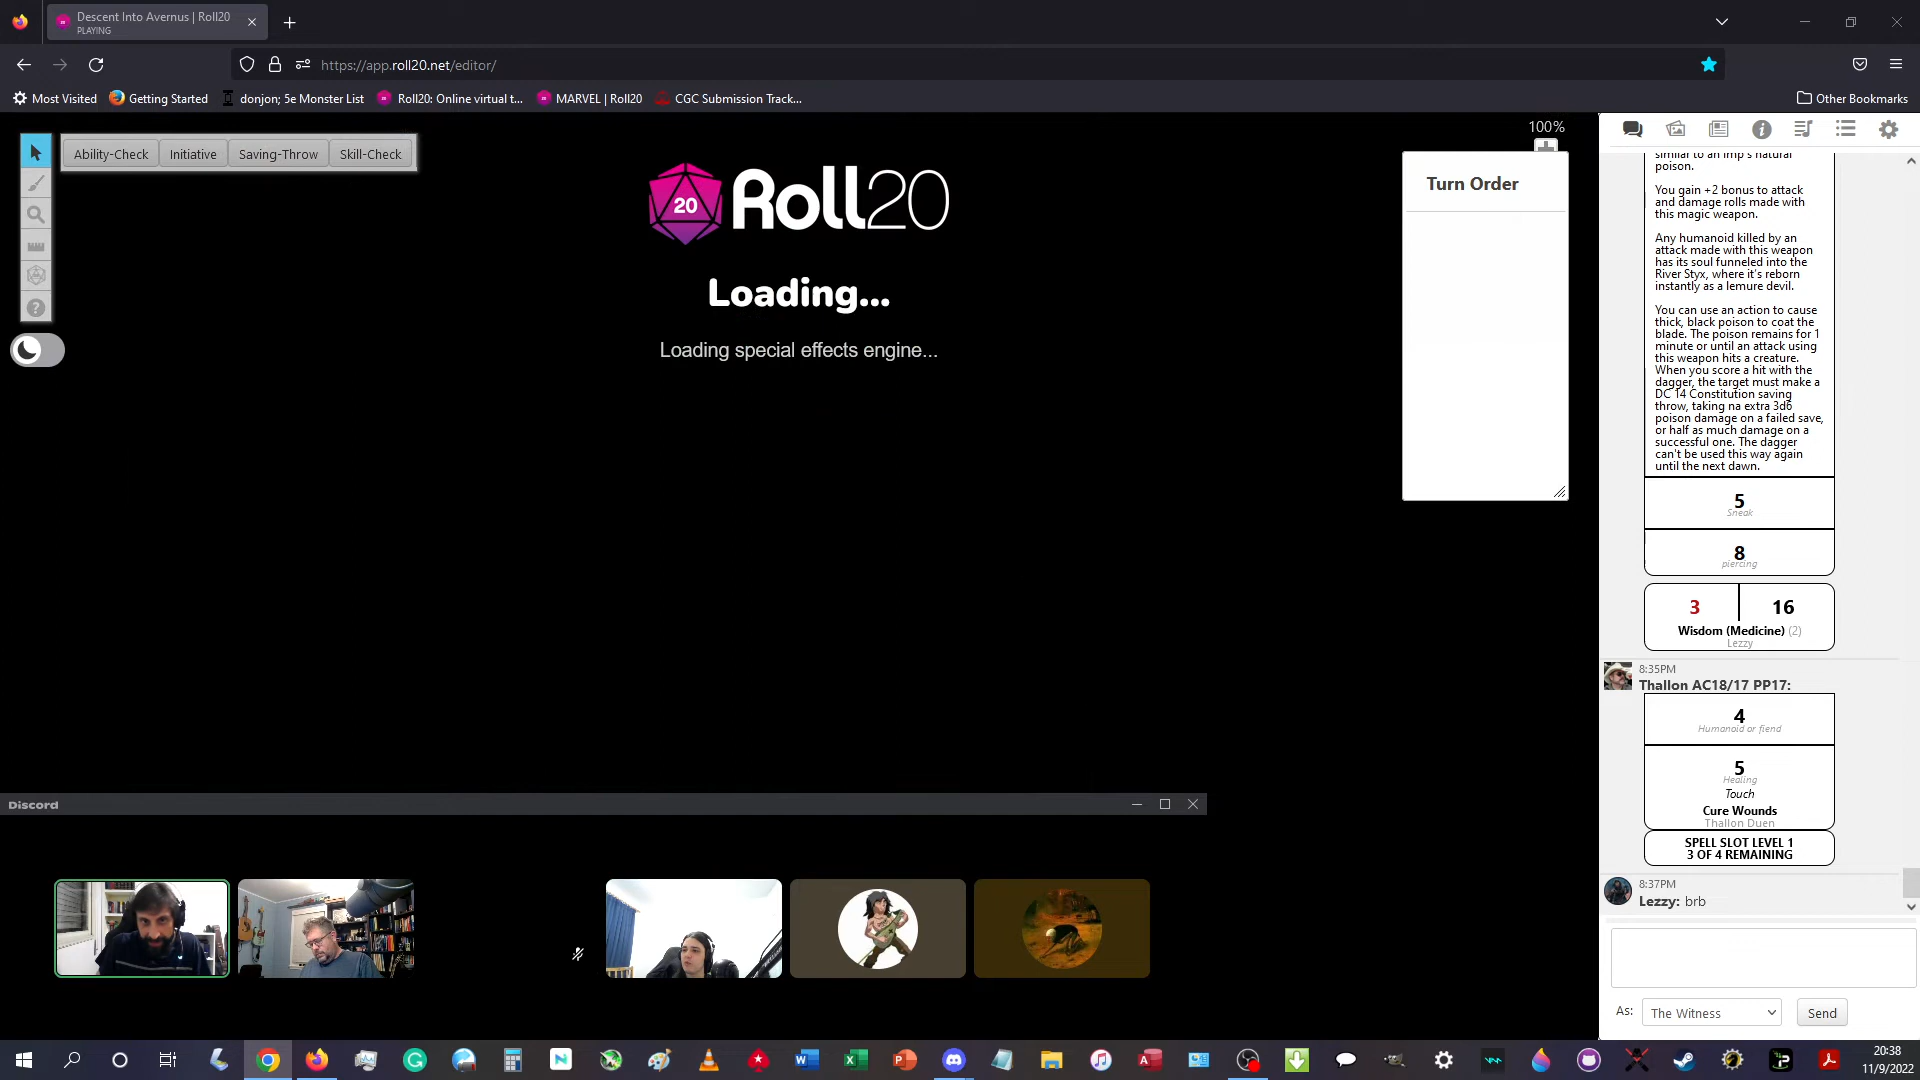 Descent Into Avernus | Roll20
PLAYING
https://app.roll20.net/editor/
Most Visited
Getting Started
donjon; 5e Monster List
Roll20: Online virtual t...
MARVEL | Roll20
CGC Submission Track...
Other Bookmarks
Ability-Check
Initiative
Saving-Throw
Skill-Check
100%
20
Roll20
Loading...
Loading special effects engine...
Turn Order
similar to an imp's natural
poison.
You gain +2 bonus to attack
and damage rolls made with
this magic weapon.
Any humanoid killed by an
attack made with this weapon
has its soul funneled into the
River Styx, where it's reborn
instantly as a lemure devil.
You can use an action to cause
thick, black poison to coat the
blade. The poison remains for 1
minute or until an attack using
this weapon hits a creature.
When you score a hit with the
dagger, the target must make a
DC 14 Constitution saving
throw, taking na extra 3d6
poison damage on a failed save,
or half as much damage on a
successful one. The dagger
can't be used this way again
until the next dawn.
5
Sneak
8
piercing
3 16
Wisdom (Medicine) (2)
Lezzy
8:35PM
Thallon AC18/17 PP17:
4
Humanoid or fiend
5
Healing
Touch
Cure Wounds
Thallon Duen
SPELL SLOT LEVEL 1
3 OF 4 REMAINING
8:37PM
Lezzy: brb
As:
The Witness
Send
Discord
20:38
11/9/2022